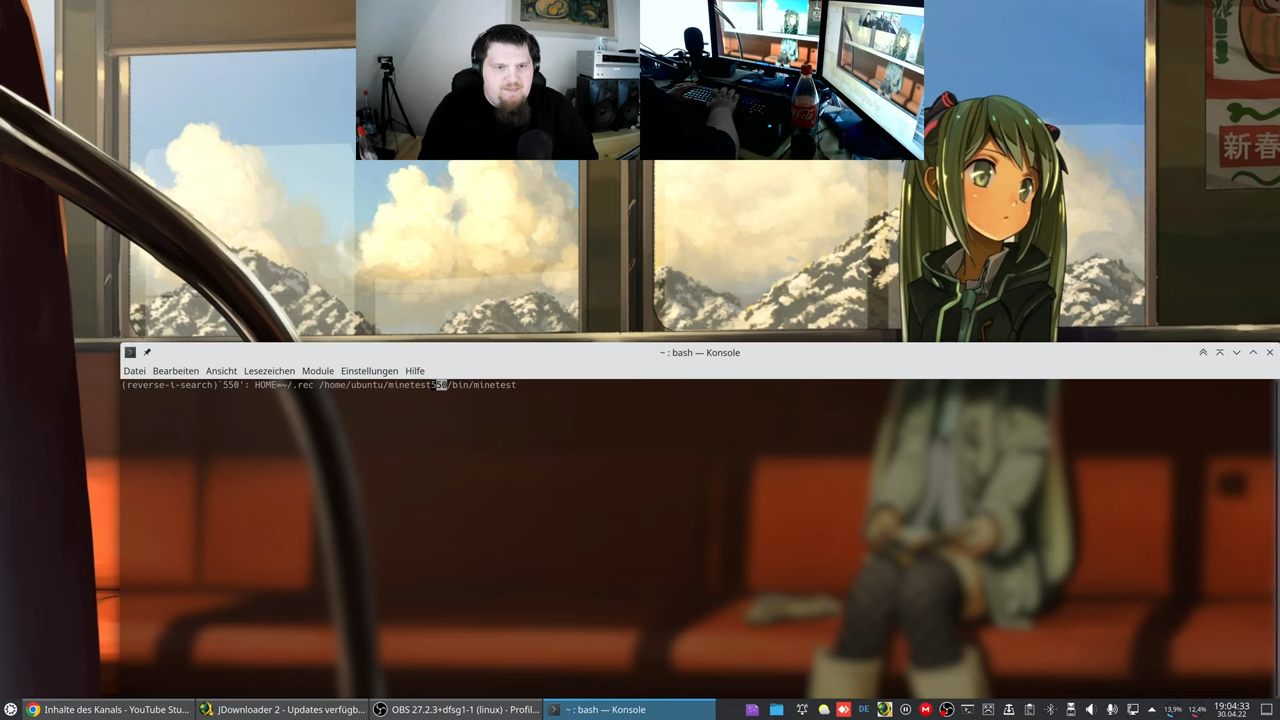 新春
~ : bash — Konsole
Datei Bearbeiten Ansicht Lesezeichen Module Einstellungen Hilfe
(reverse-i-search)`550': HOME=~/.rec /home/ubuntu/minetest550/bin/minetest
Inhalte des Kanals - YouTube Stu... JDownloader 2 - Updates verfügb... OBS 27.2.3+dfsg1-1 (linux) - Profil... ~ : bash — Konsole DE 13,9% 12,4% 19:04:33
30.04.22